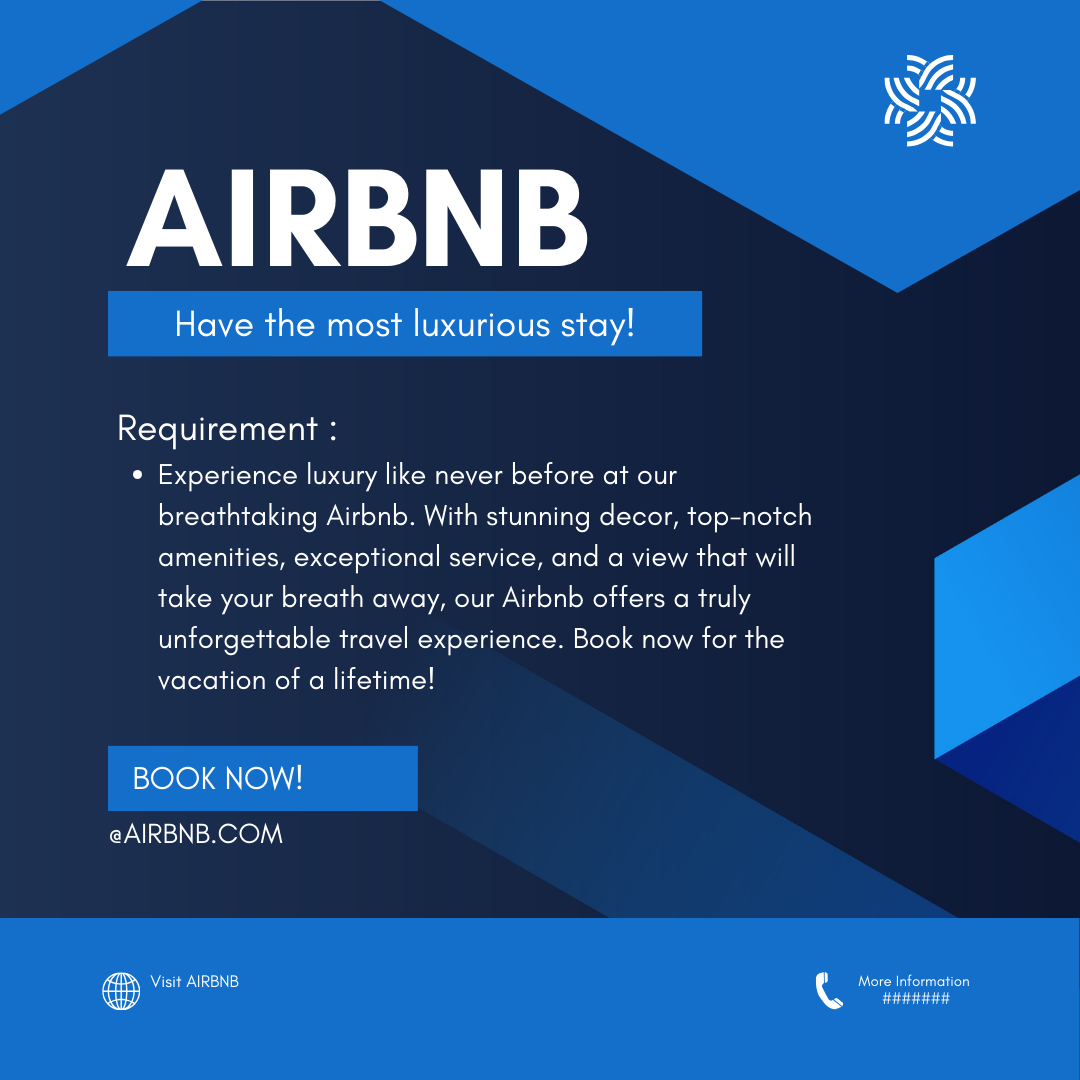 AIRBNB
Have the most luxurious stay!
Requirement :
• Experience luxury like never before at our
breathtaking Airbnb. With stunning decor, top-notch
amenities, exceptional service, and a view that will
take your breath away, our Airbnb offers a truly
unforgettable travel experience. Book now for the
vacation of a lifetime!
BOOK NOW!
@AIRBNB.COM
Visit AIRBNB
More Information
#######